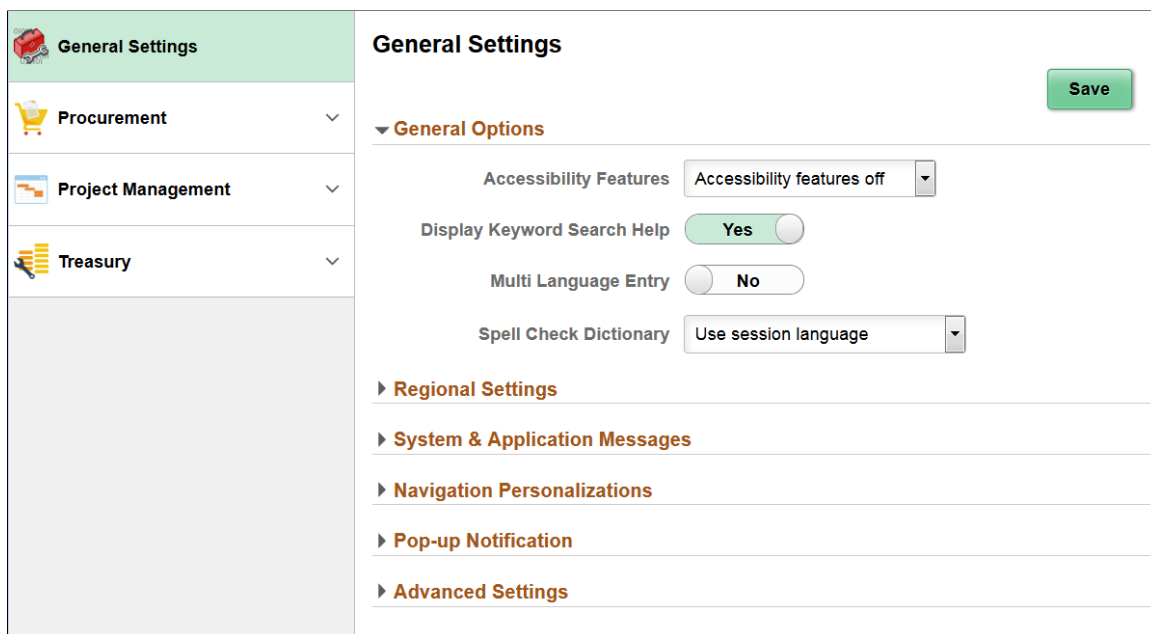 General Settings
Procurement
Project Management
Treasury
General Settings
Save
General Options
Accessibility Features Accessibility features off
Display Keyword Search Help Yes
Multi Language Entry No
Spell Check Dictionary Use session language
Regional Settings
System & Application Messages
Navigation Personalizations
Pop-up Notification
Advanced Settings